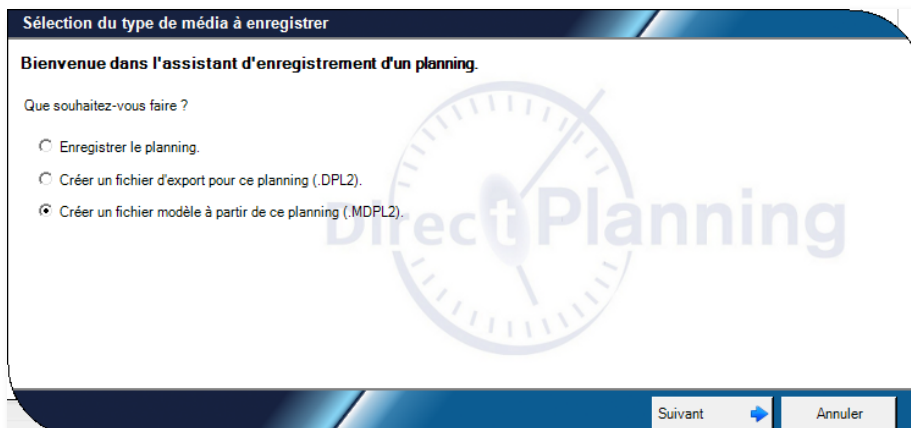 Sélection du type de média à enregistrer
Bienvenue dans l'assistant d'enregistrement d'un planning.
Que souhaitez-vous faire ?
Enregistrer le planning.
Créer un fichier d'export pour ce planning (.DPL2).
Créer un fichier modèle à partir de ce planning (.MDPL2).
Direct Planning
Suivant
Annuler